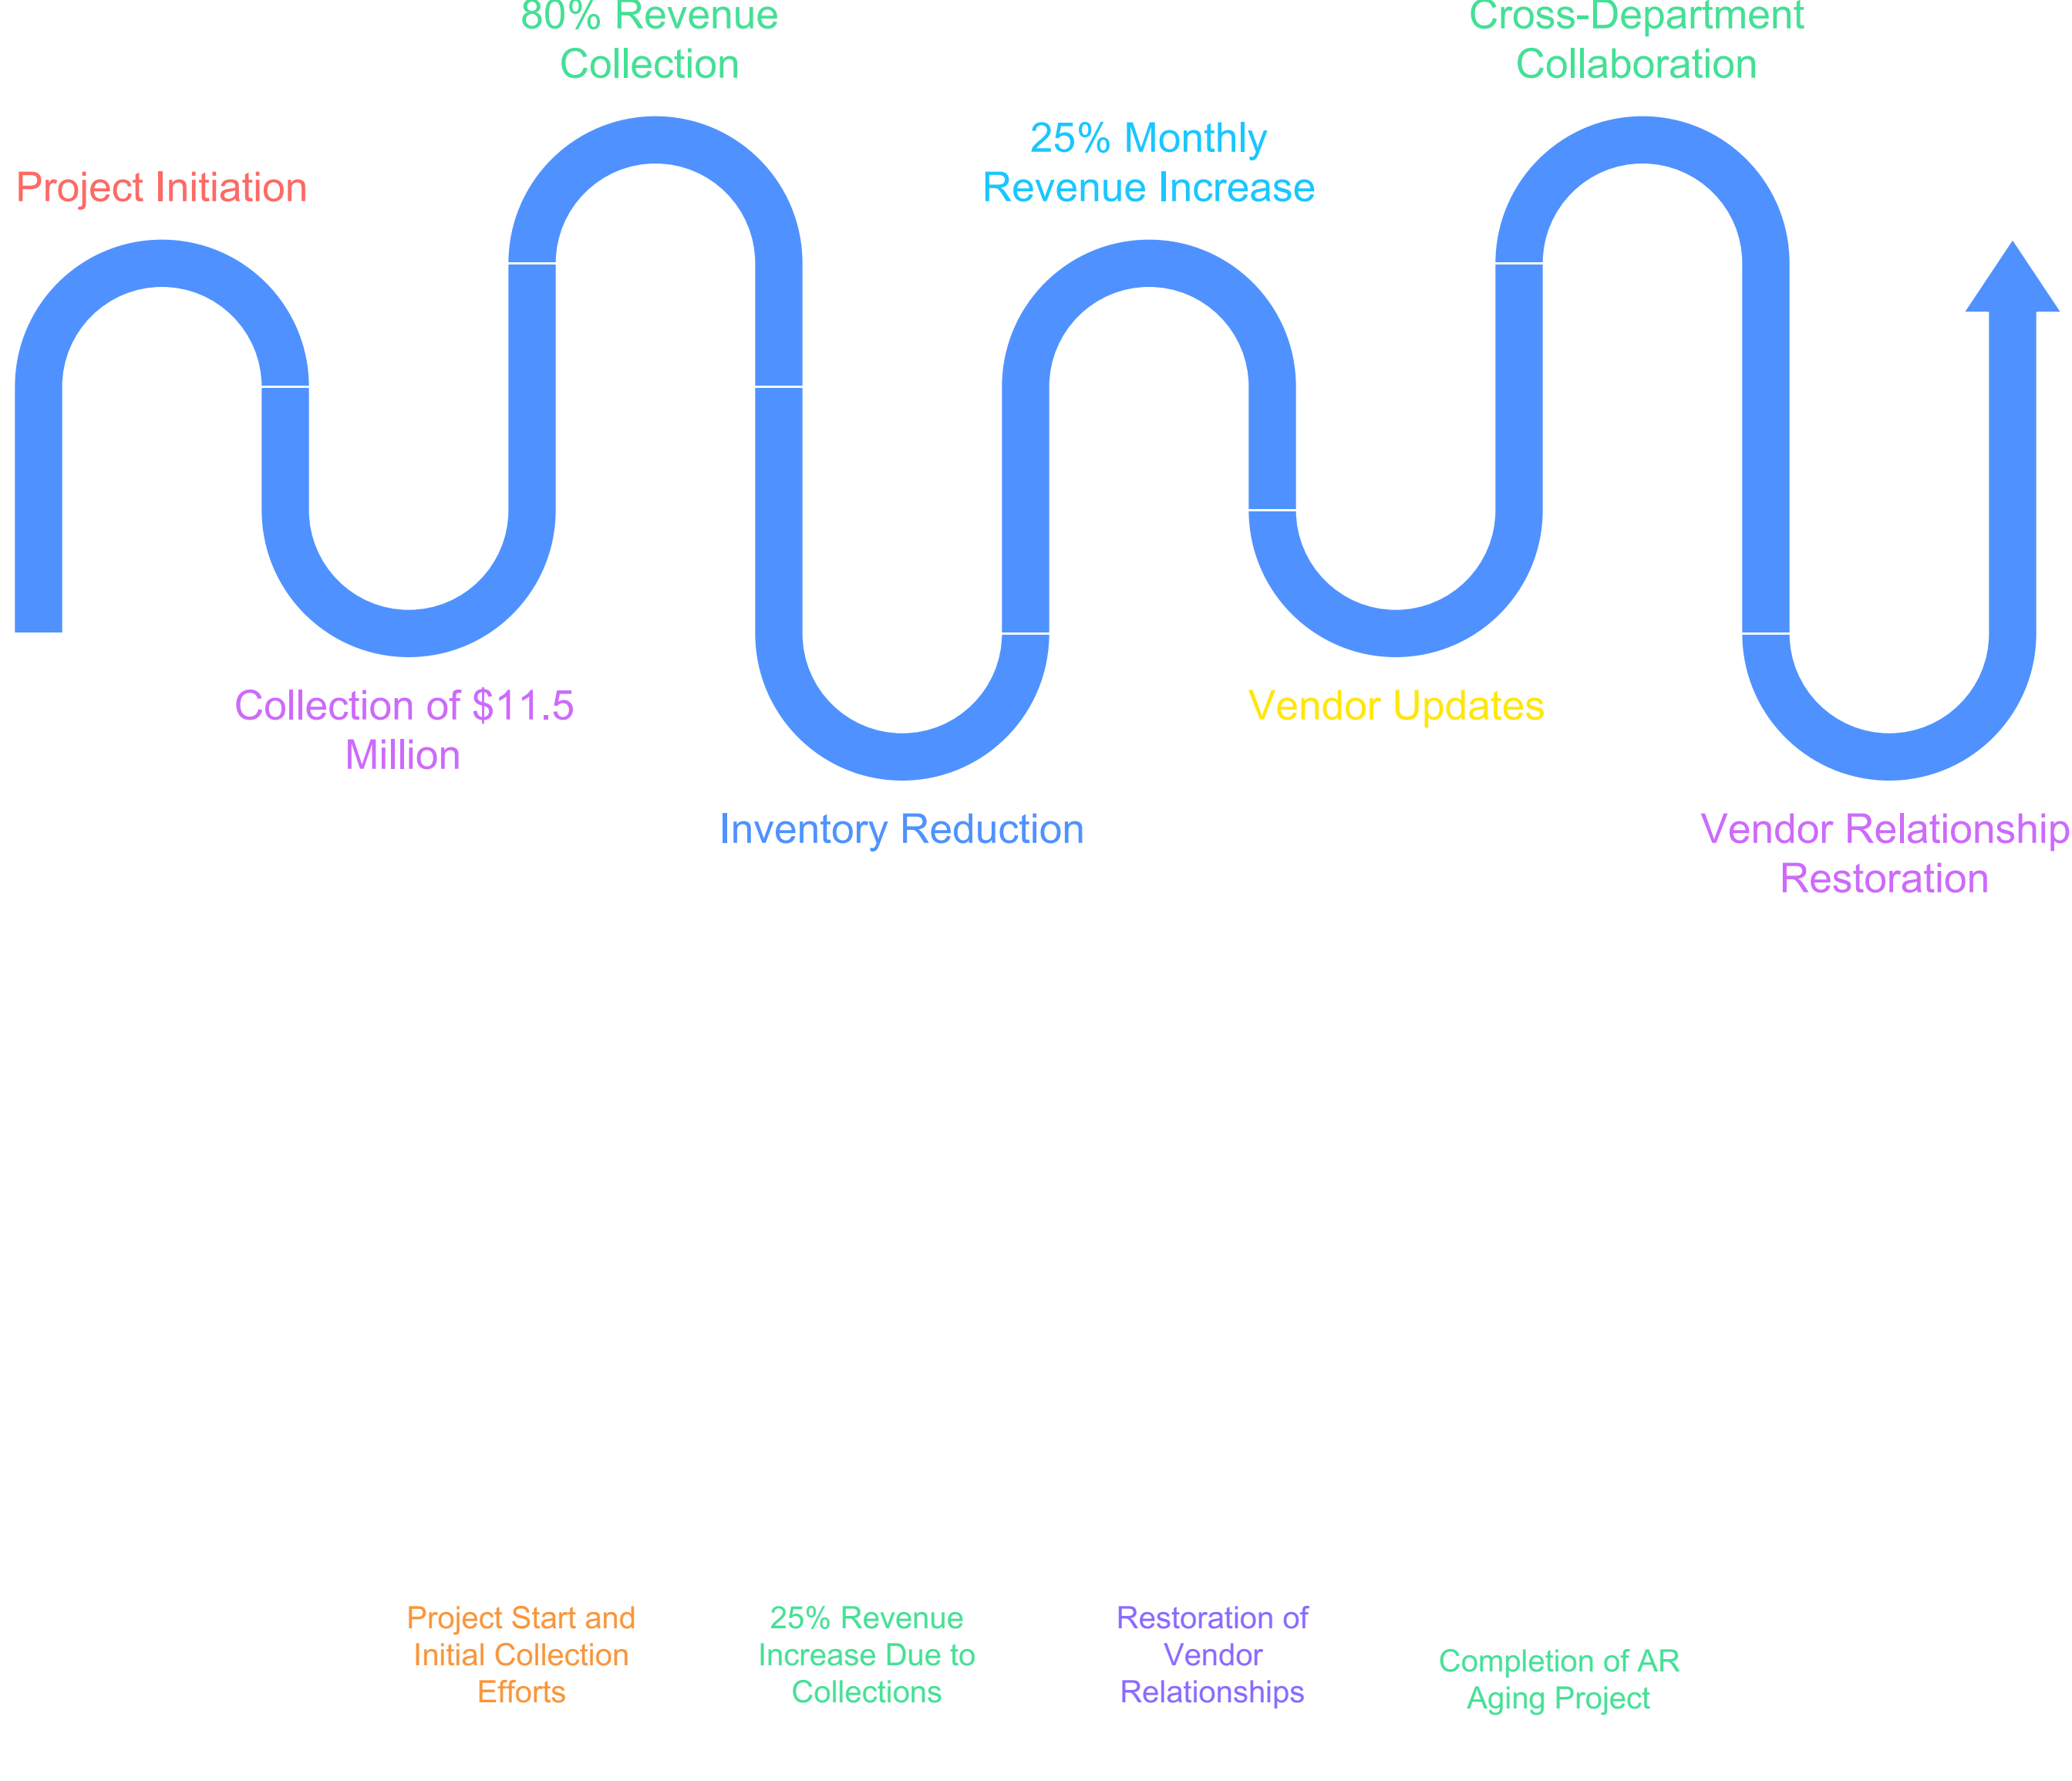 80% Revenue
Collection
Cross-Department
Collaboration
25% Monthly
Revenue Increase
Project Initiation
Collection of $11.5
Million
Vendor Updates
Inventory Reduction
Vendor Relationship
Restoration
Project Start and
Initial Collection
Efforts
25% Revenue
Increase Due to
Collections
Restoration of
Vendor
Relationships
Completion of AR
Aging Project